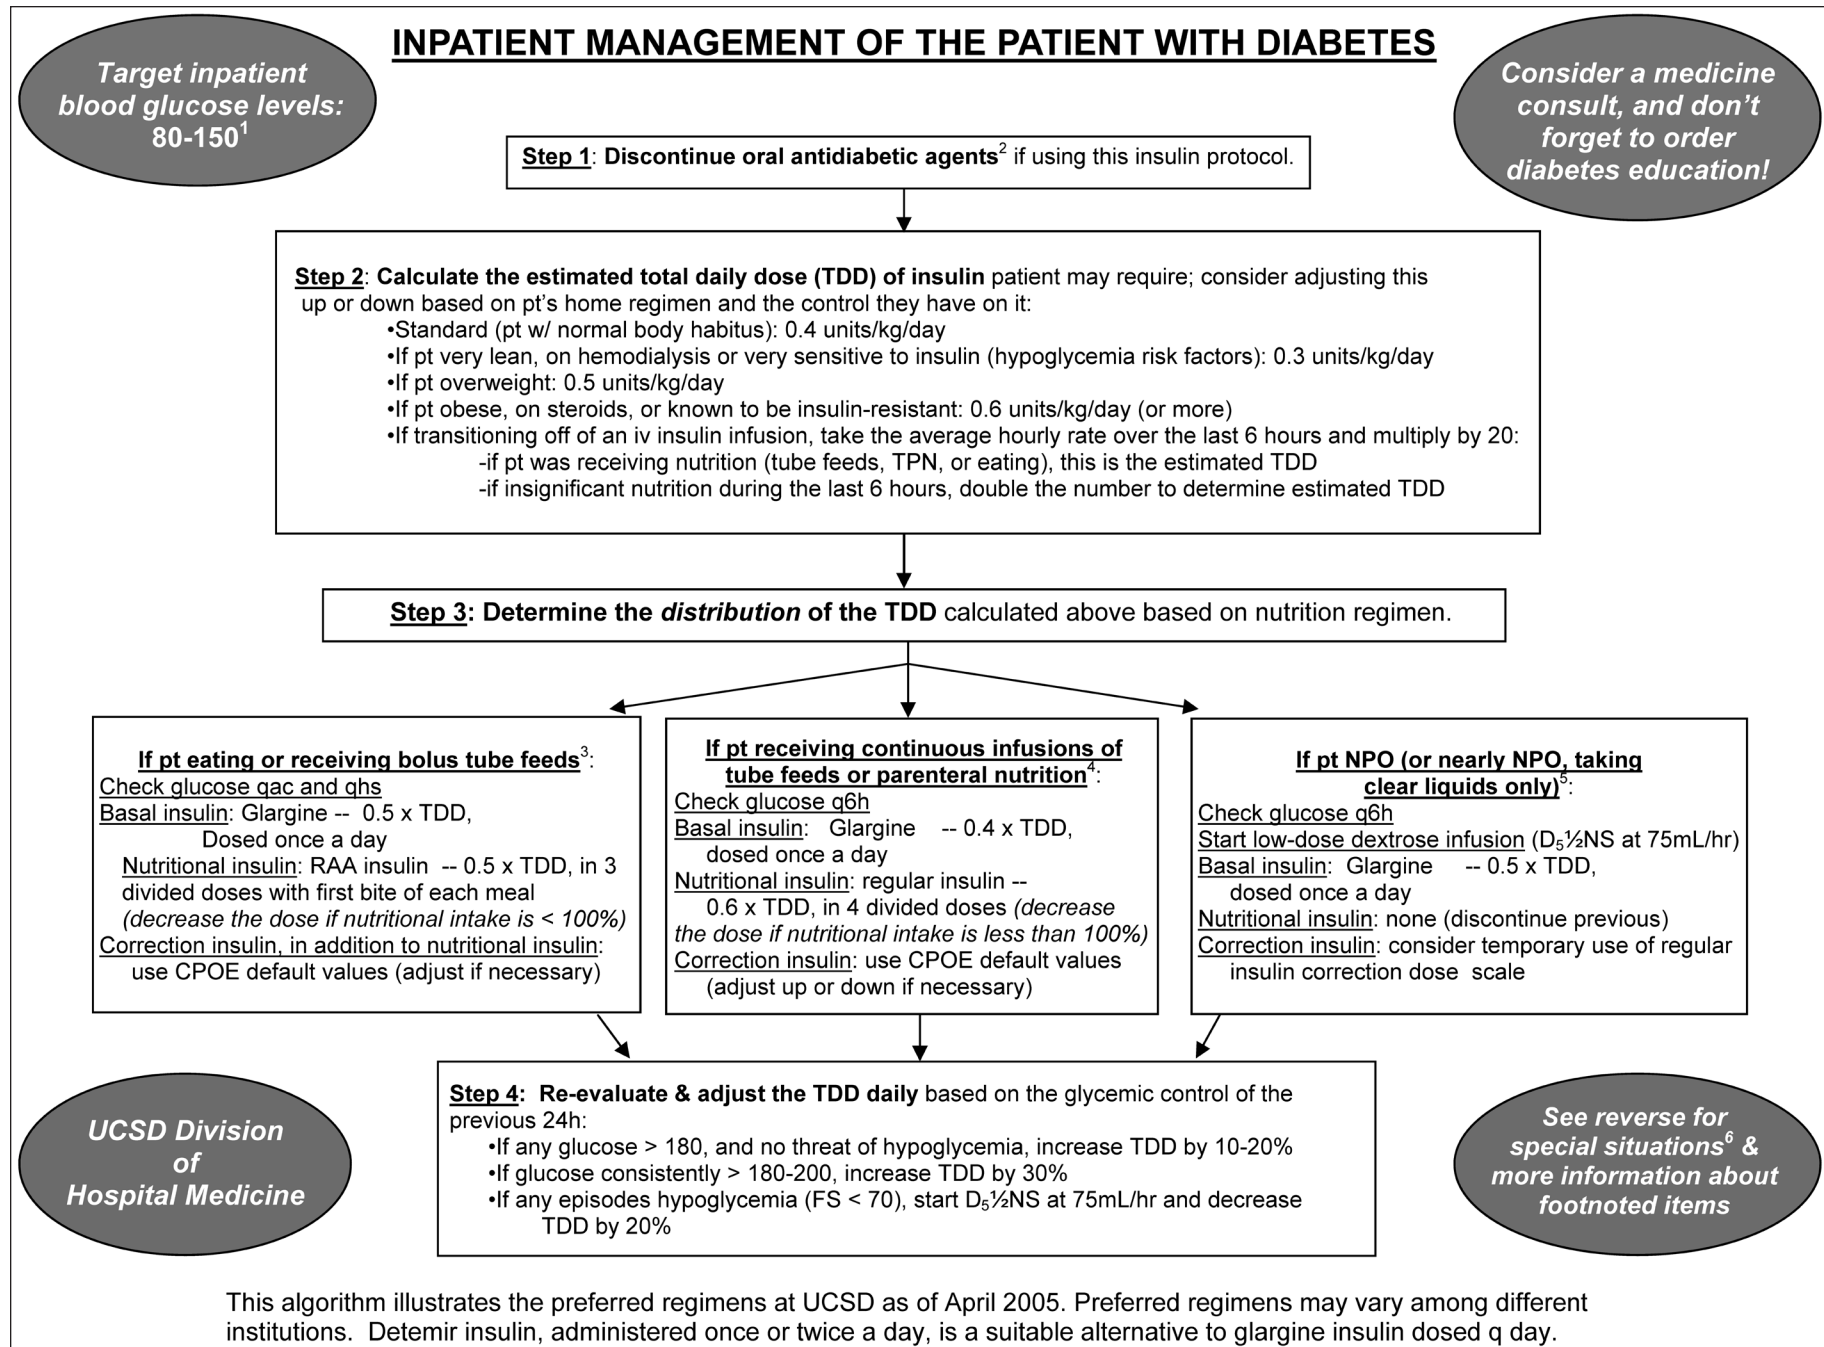 INPATIENT MANAGEMENT OF THE PATIENT WITH DIABETES
Target inpatient
blood glucose levels:
80-150¹
Consider a medicine
consult, and don’t
forget to order
diabetes education!
Step 1: Discontinue oral antidiabetic agents² if using this insulin protocol.
Step 2: Calculate the estimated total daily dose (TDD) of insulin patient may require; consider adjusting this
up or down based on pt’s home regimen and the control they have on it:
•Standard (pt w/ normal body habitus): 0.4 units/kg/day
•If pt very lean, on hemodialysis or very sensitive to insulin (hypoglycemia risk factors): 0.3 units/kg/day
•If pt overweight: 0.5 units/kg/day
•If pt obese, on steroids, or known to be insulin-resistant: 0.6 units/kg/day (or more)
•If transitioning off of an iv insulin infusion, take the average hourly rate over the last 6 hours and multiply by 20:
-if pt was receiving nutrition (tube feeds, TPN, or eating), this is the estimated TDD
-if insignificant nutrition during the last 6 hours, double the number to determine estimated TDD
Step 3: Determine the distribution of the TDD calculated above based on nutrition regimen.
If pt eating or receiving bolus tube feeds³:
Check glucose qac and qhs
Basal insulin: Glargine -- 0.5 x TDD,
Dosed once a day
Nutritional insulin: RAA insulin -- 0.5 x TDD, in 3
divided doses with first bite of each meal
(decrease the dose if nutritional intake is < 100%)
Correction insulin, in addition to nutritional insulin:
use CPOE default values (adjust if necessary)
If pt receiving continuous infusions of
tube feeds or parenteral nutrition⁴:
Check glucose q6h
Basal insulin: Glargine -- 0.4 x TDD,
dosed once a day
Nutritional insulin: regular insulin --
0.6 x TDD, in 4 divided doses (decrease
the dose if nutritional intake is less than 100%)
Correction insulin: use CPOE default values
(adjust up or down if necessary)
If pt NPO (or nearly NPO, taking
clear liquids only)⁵:
Check glucose q6h
Start low-dose dextrose infusion (D₅½NS at 75mL/hr)
Basal insulin: Glargine -- 0.5 x TDD,
dosed once a day
Nutritional insulin: none (discontinue previous)
Correction insulin: consider temporary use of regular
insulin correction dose scale
Step 4: Re-evaluate & adjust the TDD daily based on the glycemic control of the
previous 24h:
•If any glucose > 180, and no threat of hypoglycemia, increase TDD by 10-20%
•If glucose consistently > 180-200, increase TDD by 30%
•If any episodes hypoglycemia (FS < 70), start D₅½NS at 75mL/hr and decrease
TDD by 20%
UCSD Division
of
Hospital Medicine
See reverse for
special situations⁶ &
more information about
footnoted items
This algorithm illustrates the preferred regimens at UCSD as of April 2005. Preferred regimens may vary among different
institutions. Detemir insulin, administered once or twice a day, is a suitable alternative to glargine insulin dosed q day.